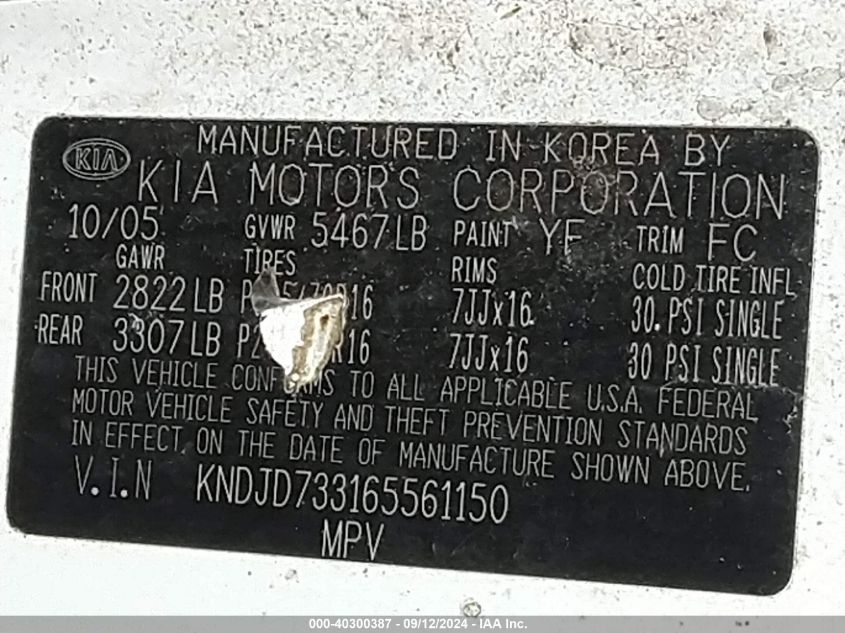 MANUFACTURED IN KOREA BY
KIA KIA MOTORS CORPORATION
10/05 GVWR 5467LB PAINT YF TRIM FC
GAWR TIRES RIMS COLD TIRE INFL
FRONT 2822LB 7JJx16 30. PSI SINGLE
REAR 3307LB 7JJx16 30 PSI SINGLE
THIS VEHICLE CONFORMS TO ALL APPLICABLE U.S.A. FEDERAL
MOTOR VEHICLE SAFETY AND THEFT PREVENTION STANDARDS
IN EFFECT ON THE DATE OF MANUFACTURE SHOWN ABOVE.
V.I.N KNDJD733165561150
MPV
000-40300387 - 09/12/2024 - IAA Inc.